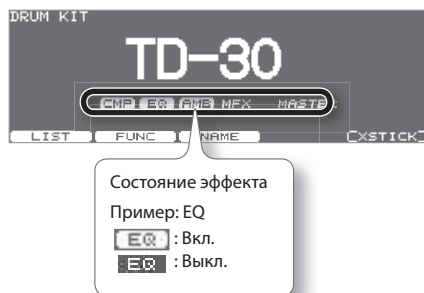 DRUM KIT
TD-30
CMP EQ AMB MFX MASTER
LIST FUNC NAME XSTICK
Состояние эффекта
Пример: EQ
EQ : Вкл.
EQ : Выкл.